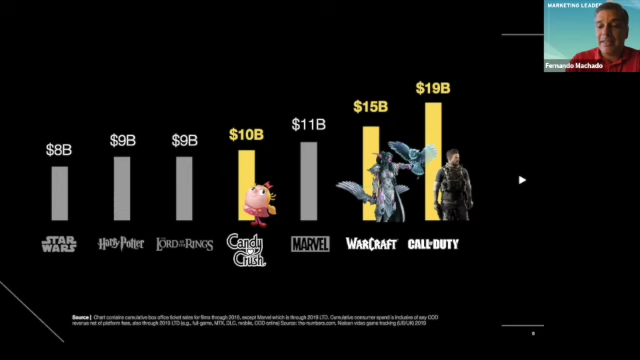 MARKETING LEADER
Fernando Machado
$8B
$9B
$9B
$10B
$11B
$15B
$19B
STAR WARS
Harry Potter
THE LORD OF THE RINGS
Candy Crush
MARVEL
WARCRAFT
CALL OF DUTY
Source | Chart contains cumulative box office ticket sales for films through 2018, except Marvel which is through 2019 LTD. Cumulative consumer spend is inclusive of any COD
revenue net of platform fees, also through 2019 LTD (e.g., full game, MTX, DLC, mobile, COD online) Source: the-numbers.com, Nielsen video game tracking (US/UK) 2019